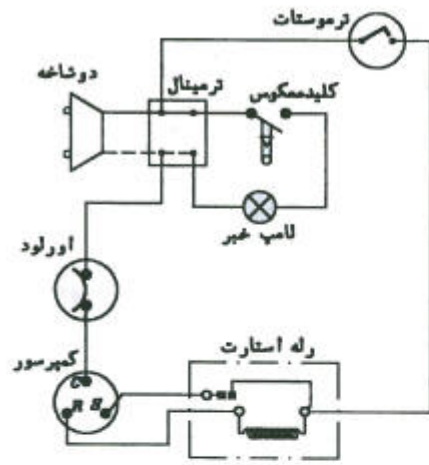 ترموستات
دوشاخه
ترمینال
کلیدمعکوس
لامپ خبر
اورلود
کمپرسور
رله استارت
C
R S